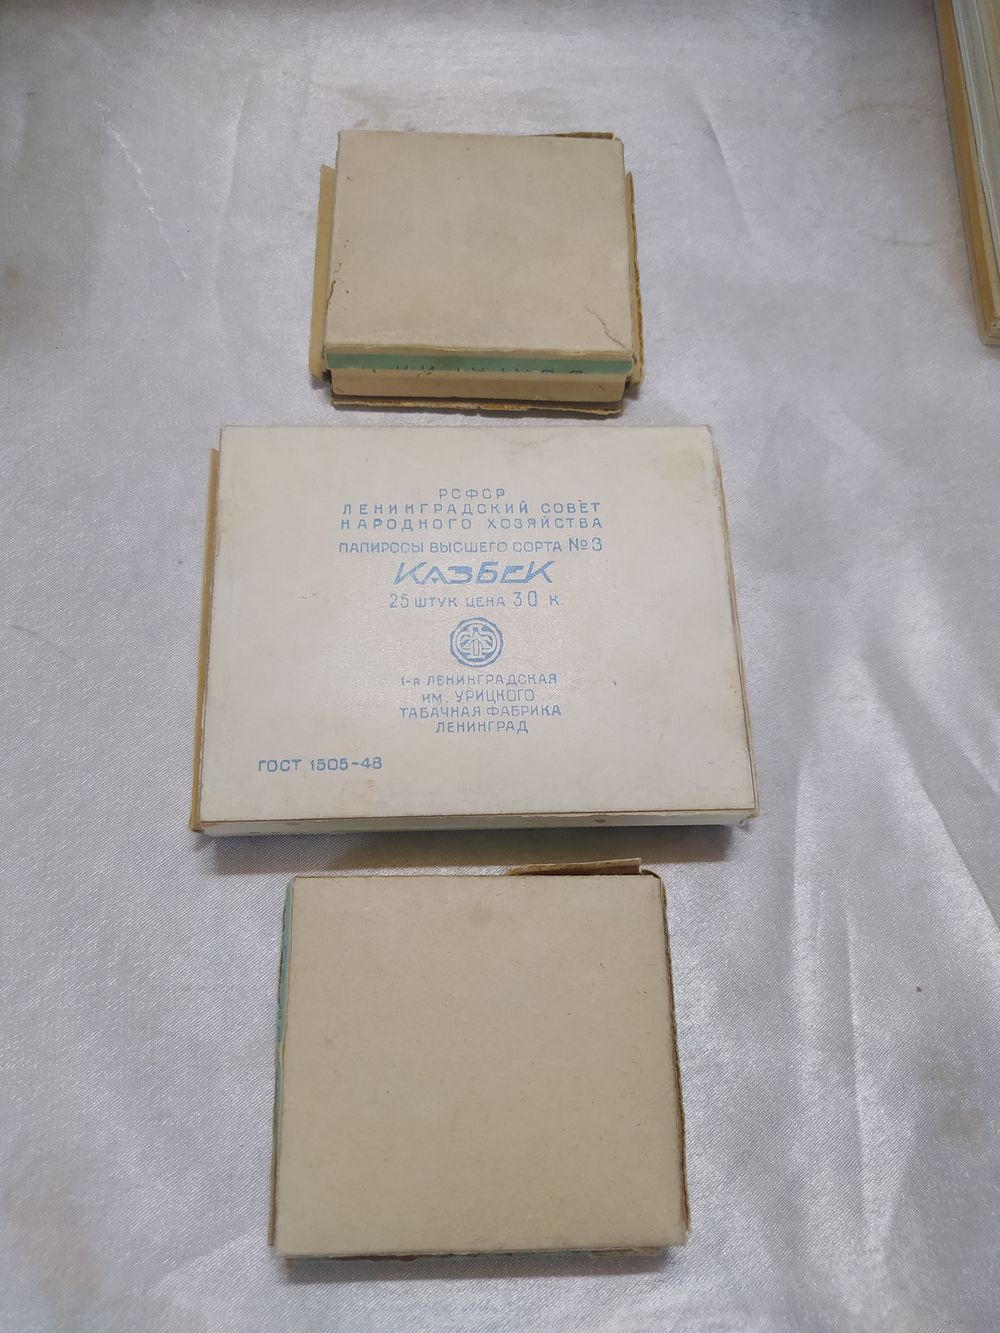 РСФСР
ЛЕНИНГРАДСКИЙ СОВЕТ
НАРОДНОГО ХОЗЯЙСТВА
ПАПИРОСЫ ВЫСШЕГО СОРТА №3
КАЗБЕК
25 ШТУК ЦЕНА 30 К.
1-я ЛЕНИНГРАДСКАЯ
ИМ. УРИЦКОГО
ТАБАЧНАЯ ФАБРИКА
ЛЕНИНГРАД
ГОСТ 1505-48